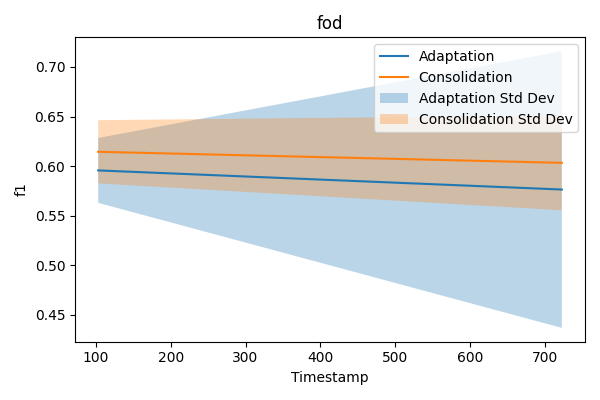 fod
Adaptation
Consolidation
Adaptation Std Dev
Consolidation Std Dev
f1
0.70
0.65
0.60
0.55
0.50
0.45
100 200 300 400 500 600 700
Timestamp